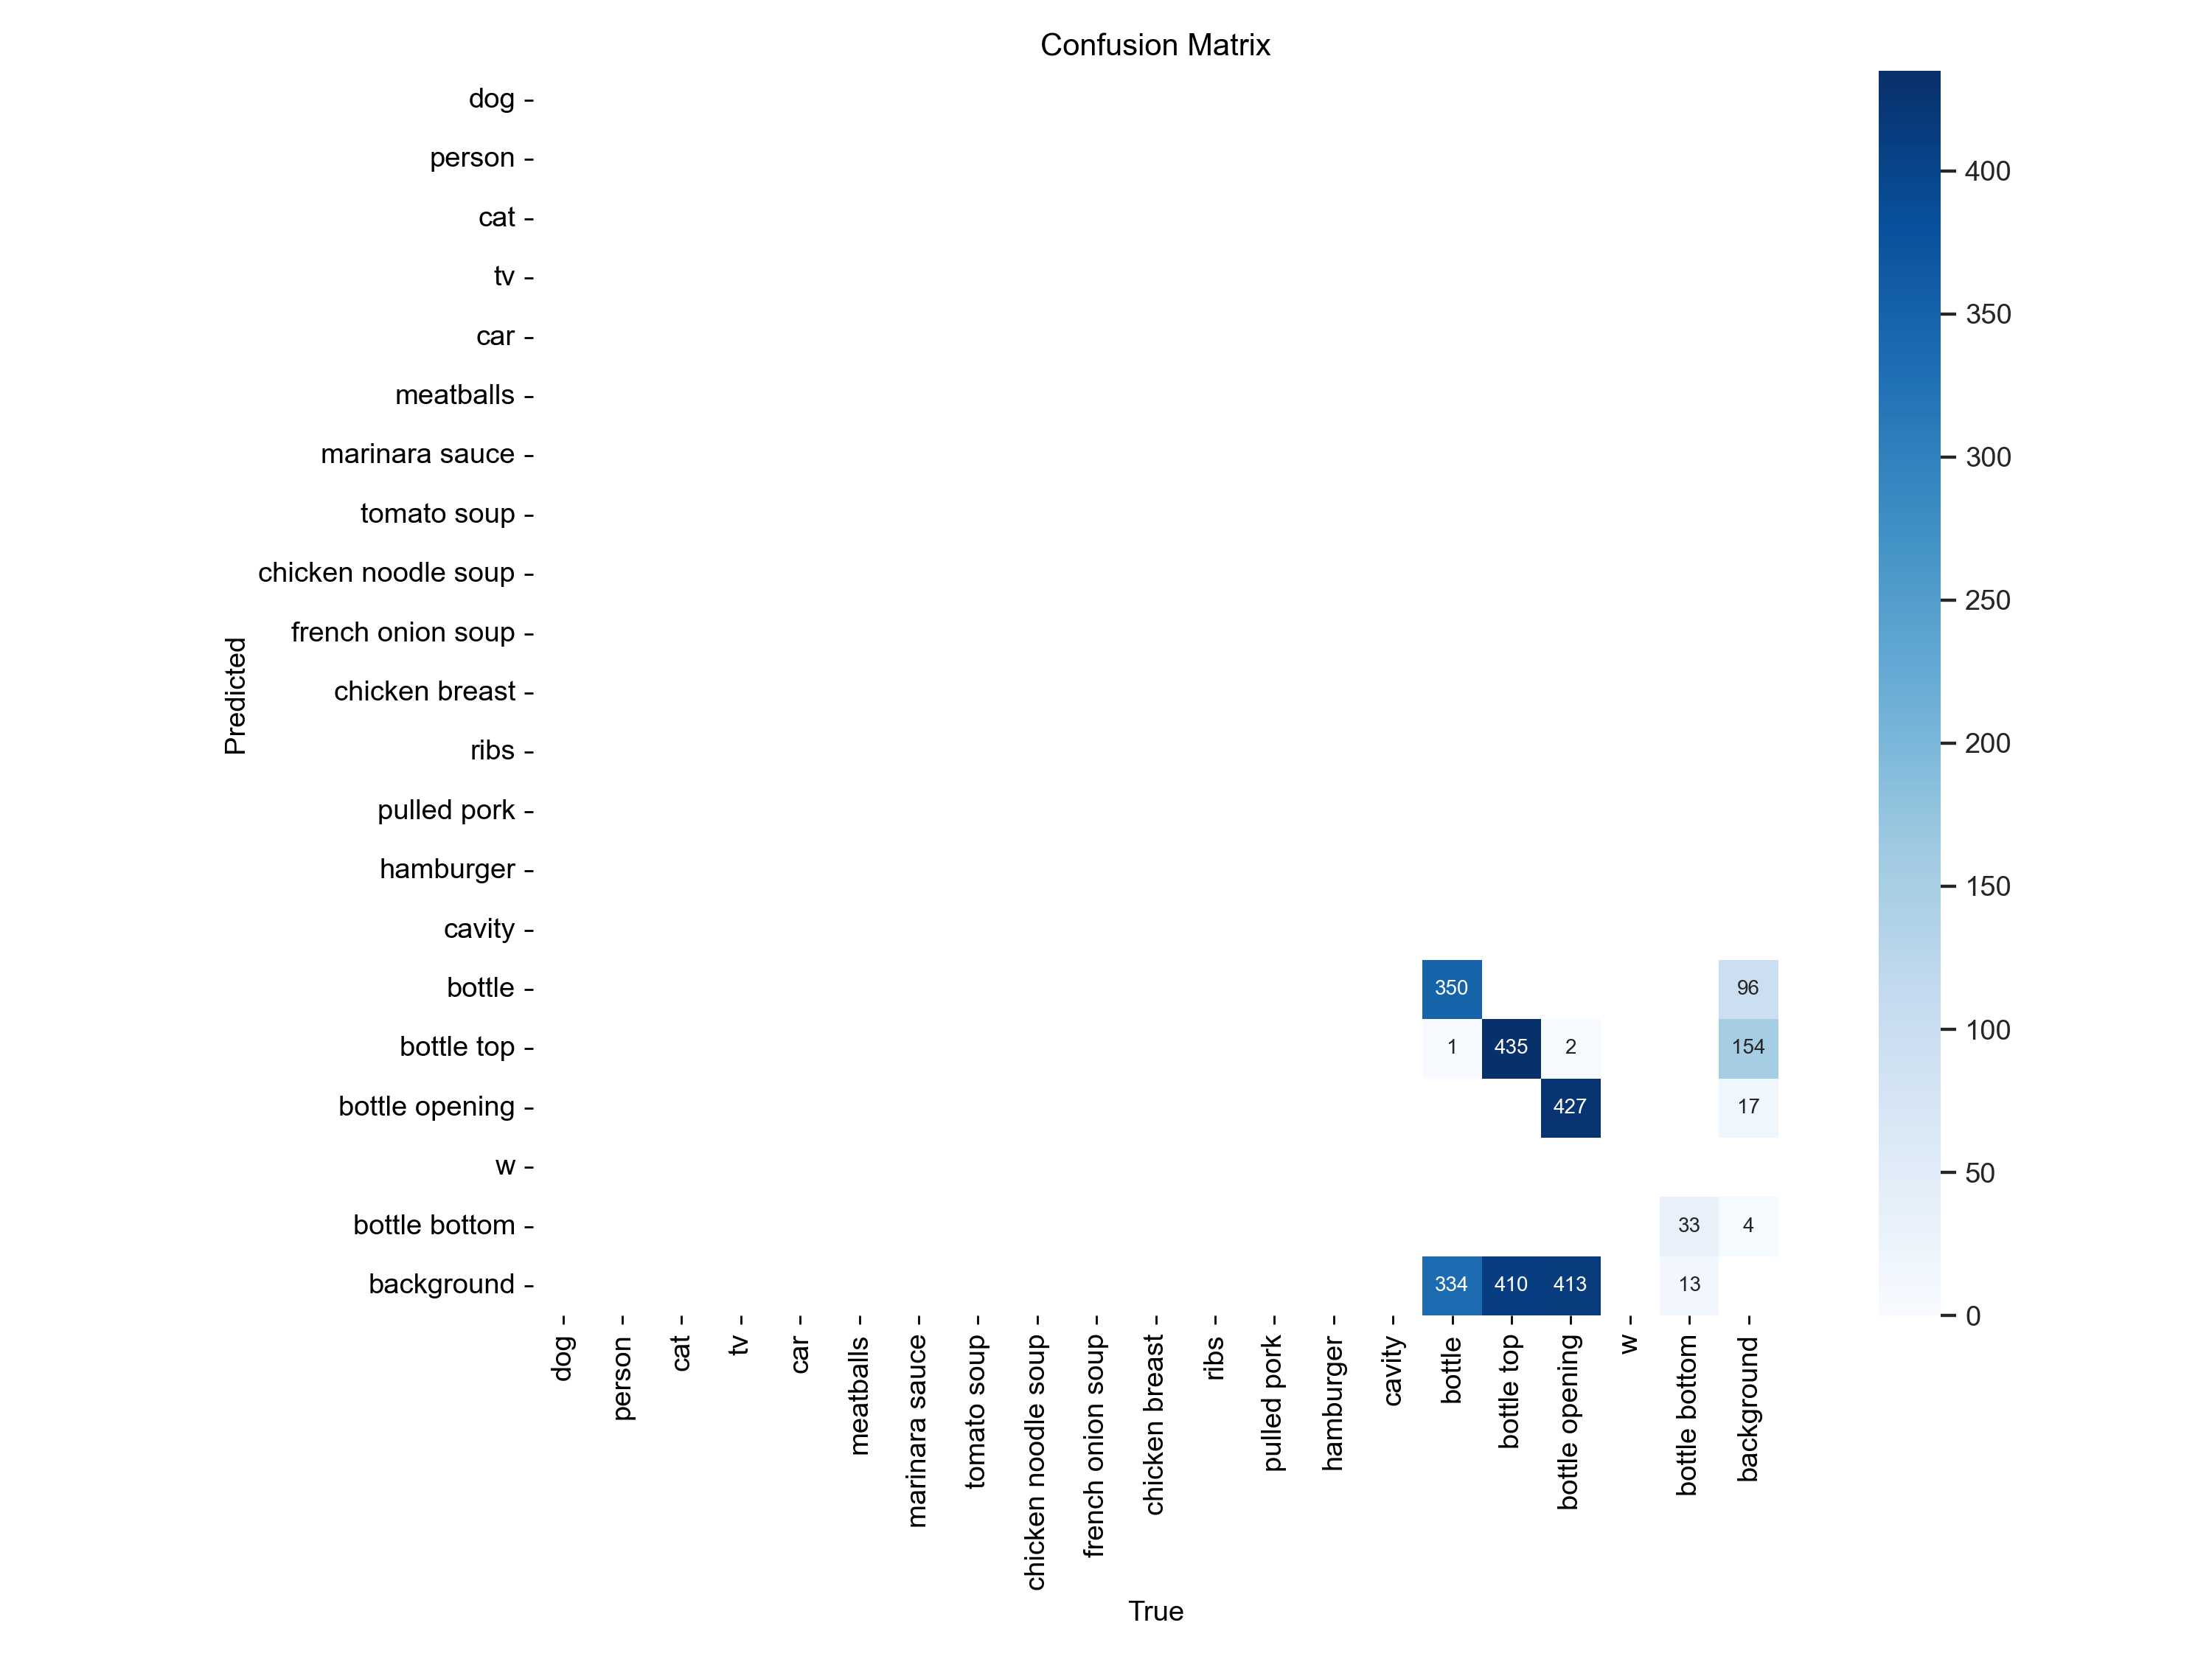 Confusion Matrix
dog
person
cat
tv
car
meatballs
marinara sauce
tomato soup
chicken noodle soup
french onion soup
chicken breast
ribs
pulled pork
hamburger
cavity
bottle 350 96
bottle top 1 435 2 154
bottle opening 427 17
w
bottle bottom 33 4
background 334 410 413 13
Predicted
dog
person
cat
tv
car
meatballs
marinara sauce
tomato soup
chicken noodle soup
french onion soup
chicken breast
ribs
pulled pork
hamburger
cavity
bottle
bottle top
bottle opening
w
bottle bottom
background
True
400
350
300
250
200
150
100
50
0